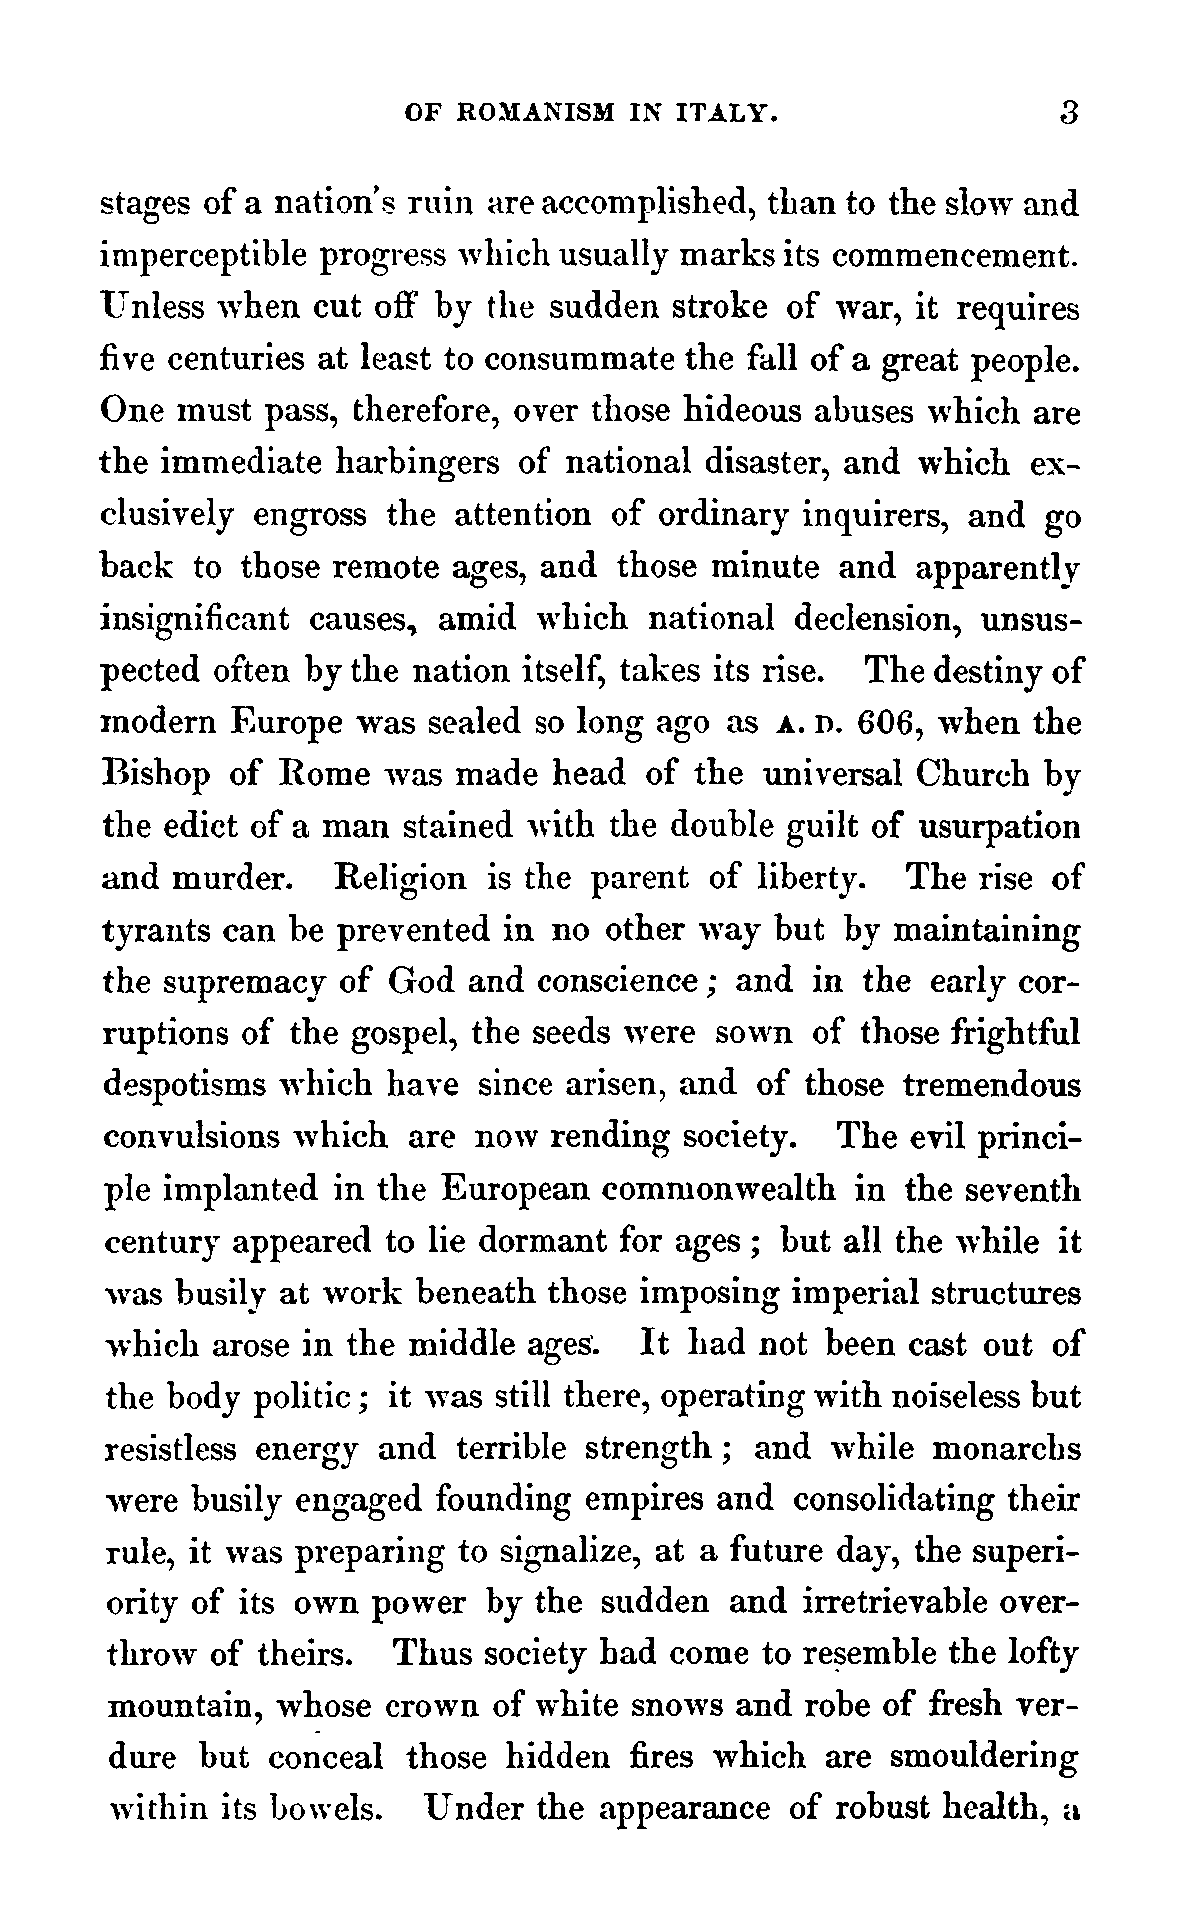 OF ROMANISM IN ITALY. 3
stages of a nation's ruin are accomplished, than to the slow and
imperceptible progress which usually marks its commencement.
Unless when cut off by the sudden stroke of war, it requires
five centuries at least to consummate the fall of a great people.
One must pass, therefore, over those hideous abuses which are
the immediate harbingers of national disaster, and which ex-
clusively engross the attention of ordinary inquirers, and go
back to those remote ages, and those minute and apparently
insignificant causes, amid which national declension, unsus-
pected often by the nation itself, takes its rise. The destiny of
modern Europe was sealed so long ago as A. D. 606, when the
Bishop of Rome was made head of the universal Church by
the edict of a man stained with the double guilt of usurpation
and murder. Religion is the parent of liberty. The rise of
tyrants can be prevented in no other way but by maintaining
the supremacy of God and conscience; and in the early cor-
ruptions of the gospel, the seeds were sown of those frightful
despotisms which have since arisen, and of those tremendous
convulsions which are now rending society. The evil princi-
ple implanted in the European commonwealth in the seventh
century appeared to lie dormant for ages; but all the while it
was busily at work beneath those imposing imperial structures
which arose in the middle ages. It had not been cast out of
the body politic; it was still there, operating with noiseless but
resistless energy and terrible strength; and while monarchs
were busily engaged founding empires and consolidating their
rule, it was preparing to signalize, at a future day, the superi-
ority of its own power by the sudden and irretrievable over-
throw of theirs. Thus society had come to resemble the lofty
mountain, whose crown of white snows and robe of fresh ver-
dure but conceal those hidden fires which are smouldering
within its bowels. Under the appearance of robust health, a